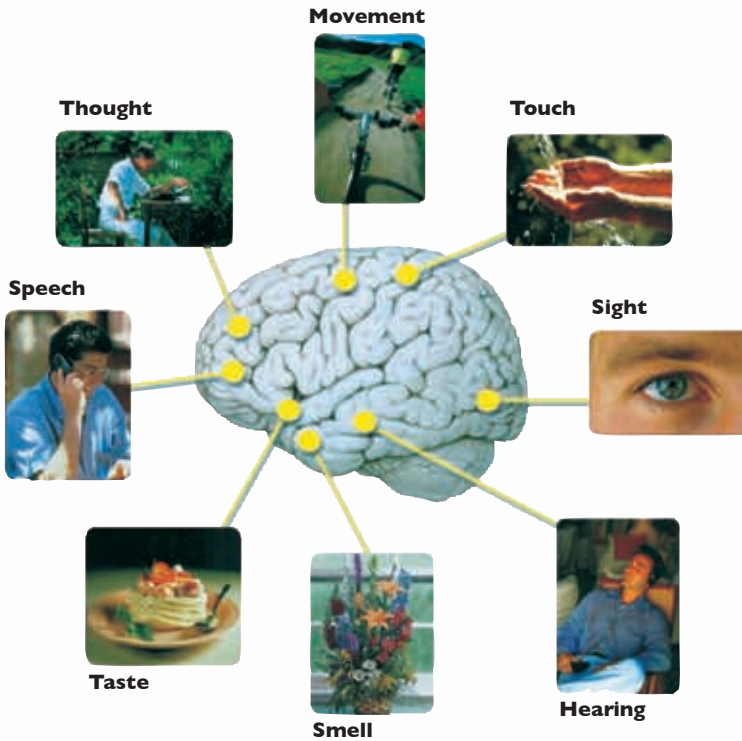 Movement
Thought
Touch
Speech
Sight
Taste
Smell
Hearing